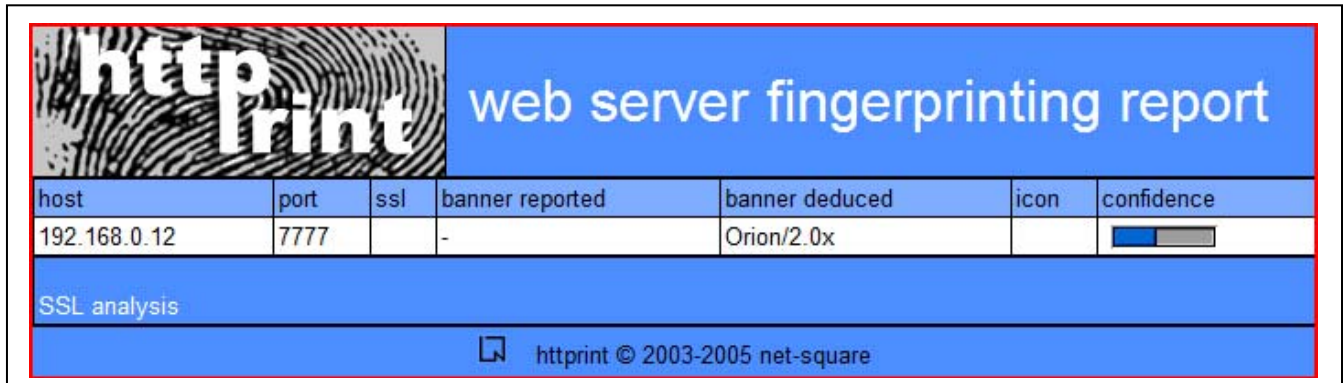 http
print
web server fingerprinting report
host port ssl banner reported banner deduced icon confidence
192.168.0.12 7777 - Orion/2.0x
SSL analysis
httprint © 2003-2005 net-square